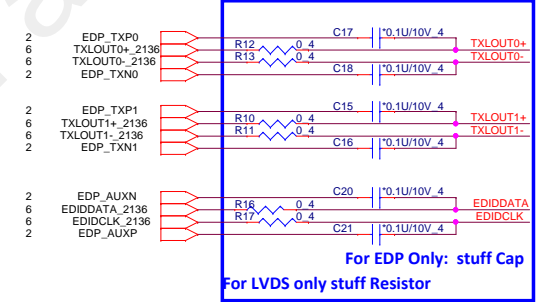 C17 *0.1U/10V_4
2 EDP_TXP0
6 TXLOUT0+_2136 R12 0_4 TXLOUT0+
6 TXLOUT0-_2136 R13 0_4 TXLOUT0-
2 EDP_TXN0 C18 *0.1U/10V_4
C15 *0.1U/10V_4
2 EDP_TXP1
6 TXLOUT1+_2136 R10 0_4 TXLOUT1+
6 TXLOUT1-_2136 R11 0_4 TXLOUT1-
2 EDP_TXN1 C16 *0.1U/10V_4
C20 *0.1U/10V_4
2 EDP_AUXN
6 EDIDDATA_2136 R16 0_4 EDIDDATA
6 EDIDCLK_2136 R17 0_4 EDIDCLK
2 EDP_AUXP C21 *0.1U/10V_4
For EDP Only: stuff Cap
For LVDS only stuff Resistor